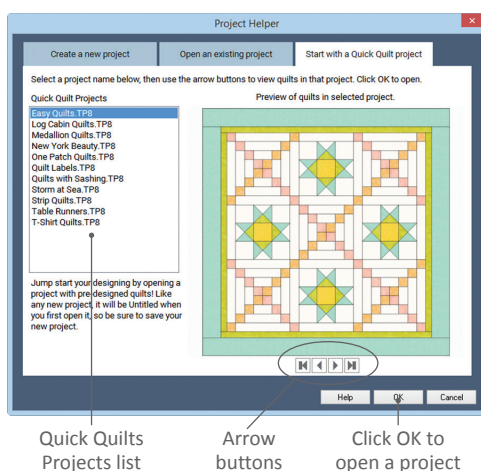 Project Helper
Create a new project
Open an existing project
Start with a Quick Quilt project
Select a project name below, then use the arrow buttons to view quilts in that project. Click OK to open.
Quick Quilt Projects
Preview of quilts in selected project.
Easy Quilts.TP8
Log Cabin Quilts.TP8
Medallion Quilts.TP8
New York Beauty.TP8
One Patch Quilts.TP8
Quilt Labels.TP8
Quilts with Sashing.TP8
Storm at Sea.TP8
Strip Quilts.TP8
Table Runners.TP8
T-Shirt Quilts.TP8
Jump start your designing by opening a
project with pre-designed quilts! Like
any new project, it will be Untitled when
you first open it, so be sure to save your
new project.
Help
OK
Cancel
Quick Quilts
Projects list
Arrow
buttons
Click OK to
open a project